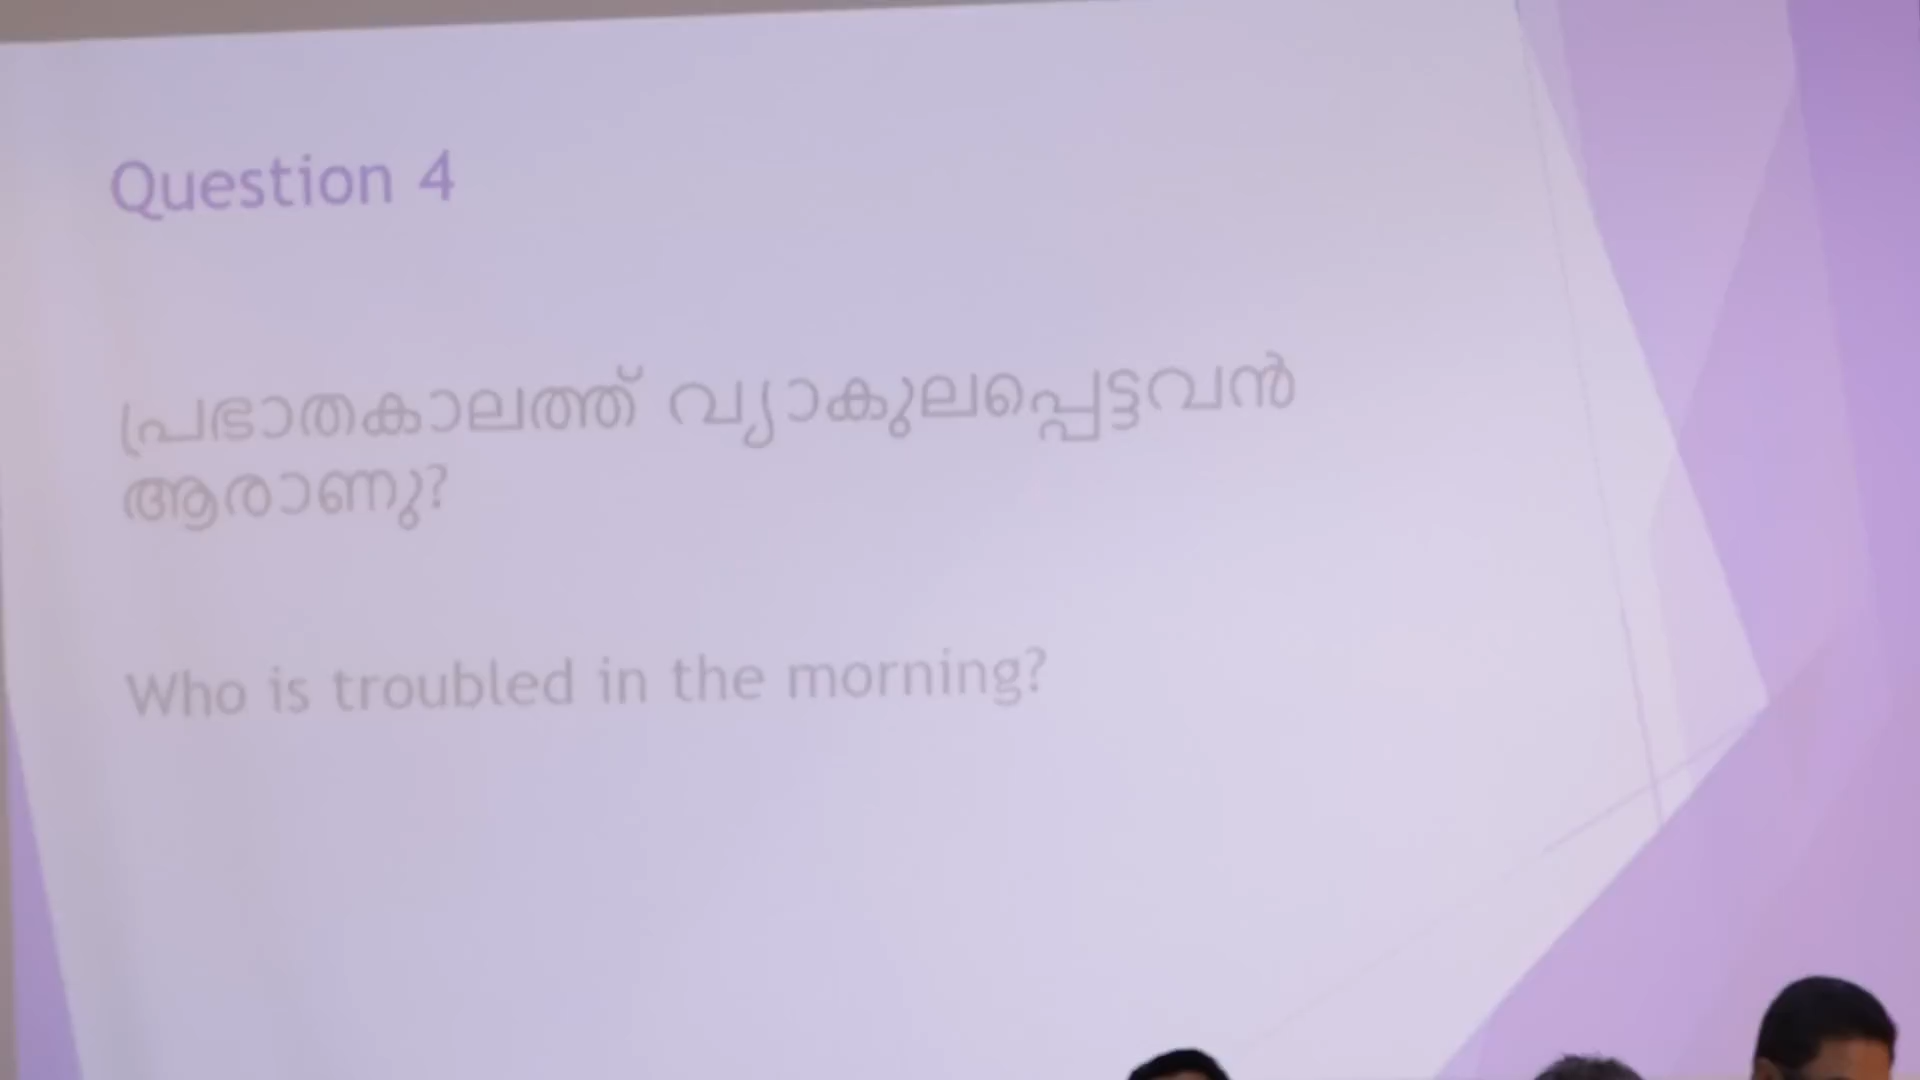 Question 4
പ്രഭാതകാലത്ത് വ്യാകുലപ്പെട്ടവൻ
ആരാണു?
Who is troubled in the morning?